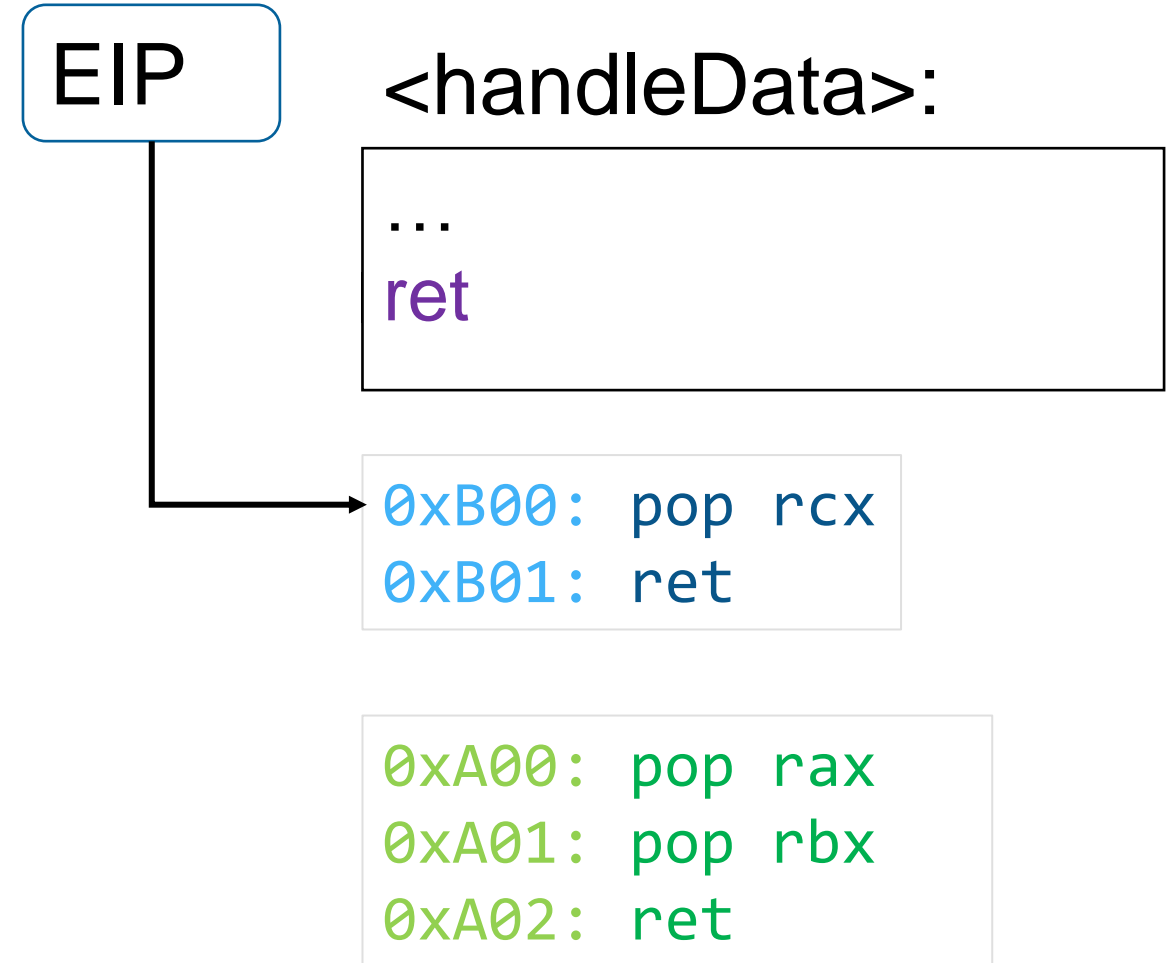 EIP
<handleData>:
…
ret
0xB00: pop rcx
0xB01: ret
0xA00: pop rax
0xA01: pop rbx
0xA02: ret